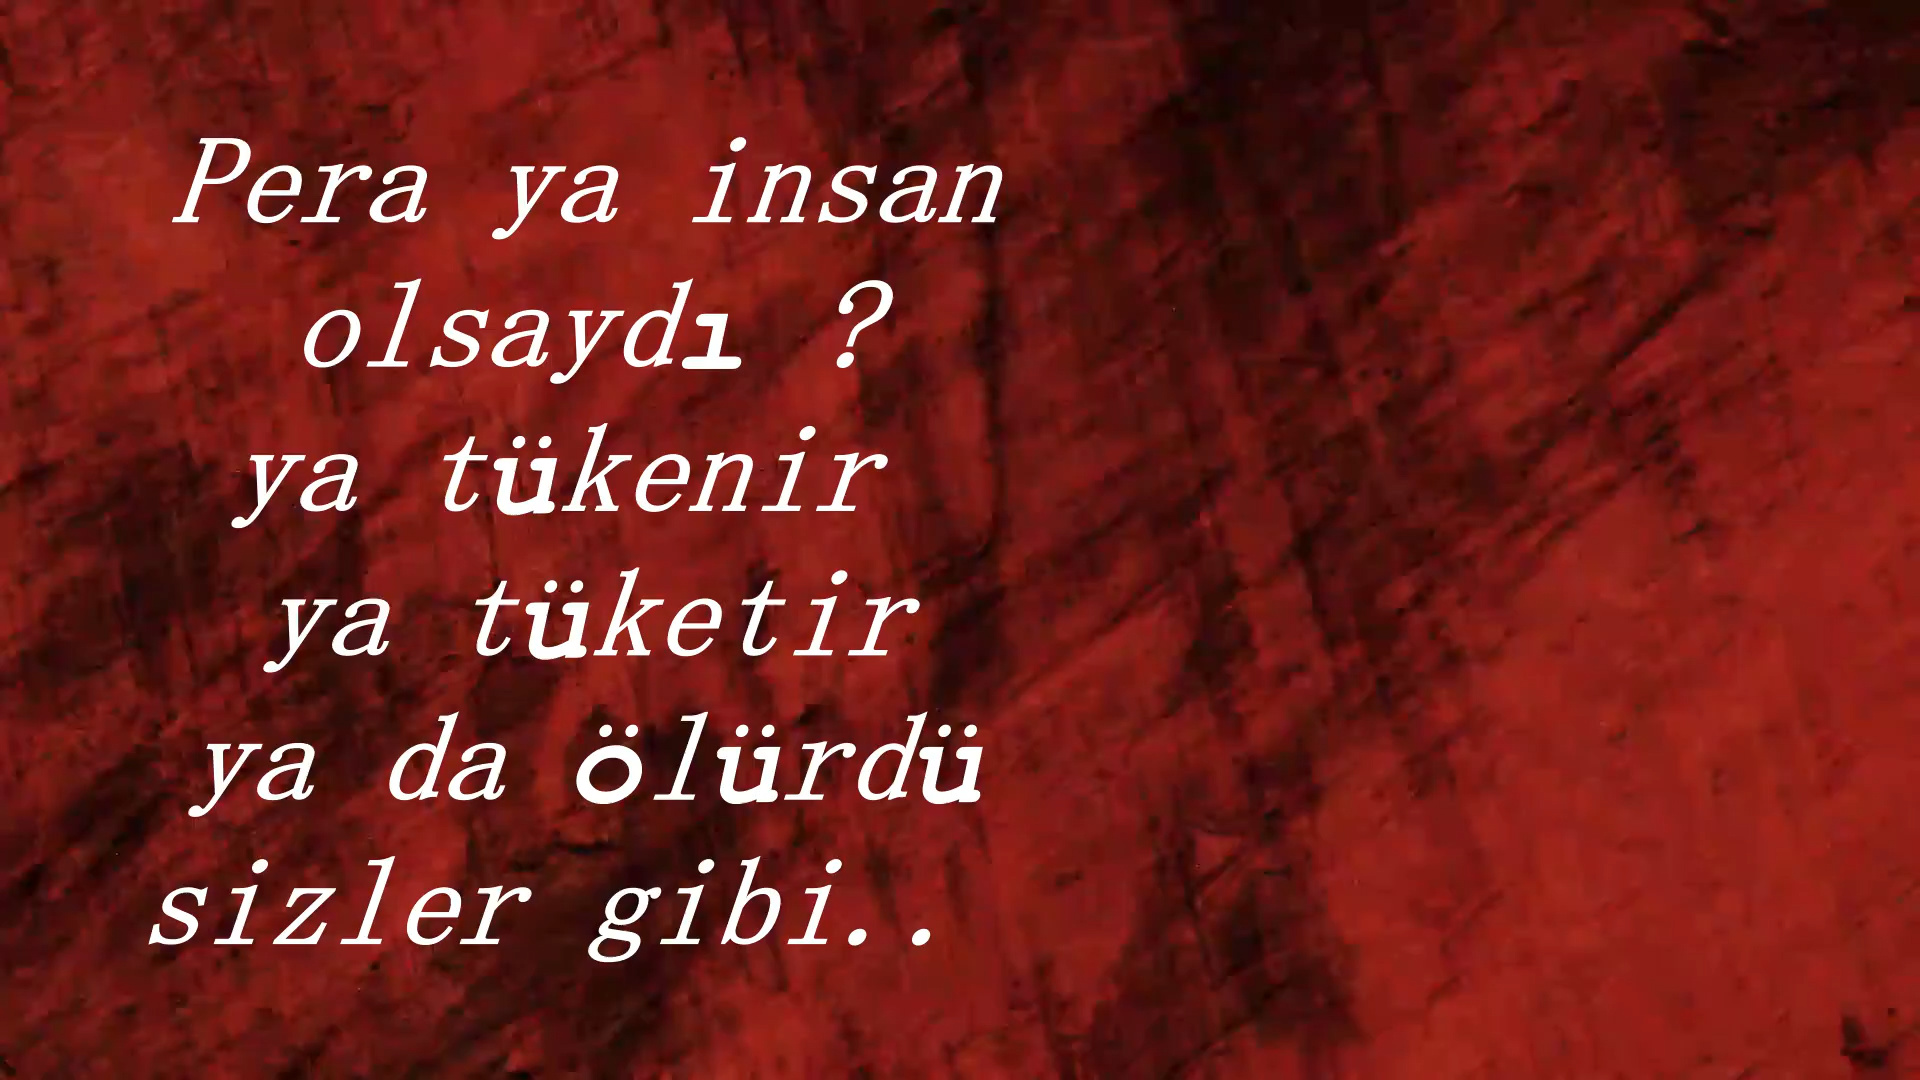 Pera ya insan
olsaydı ?
ya tükenir
ya tüketir
ya da ölürdü
sizler gibi..